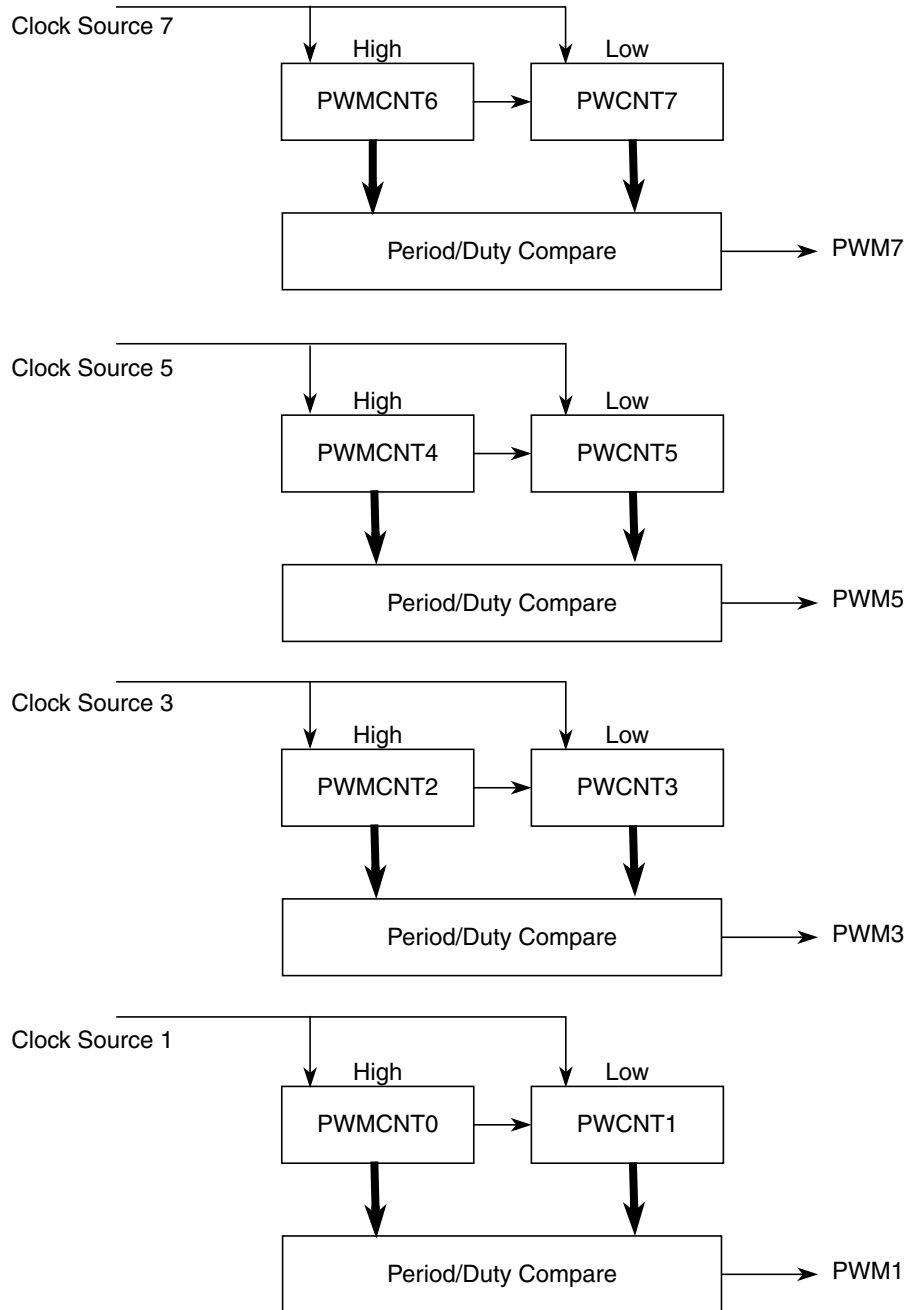 Clock Source 7
High
Low
PWMCNT6
PWCNT7
Period/Duty Compare
PWM7
Clock Source 5
High
Low
PWMCNT4
PWCNT5
Period/Duty Compare
PWM5
Clock Source 3
High
Low
PWMCNT2
PWCNT3
Period/Duty Compare
PWM3
Clock Source 1
High
Low
PWMCNT0
PWCNT1
Period/Duty Compare
PWM1